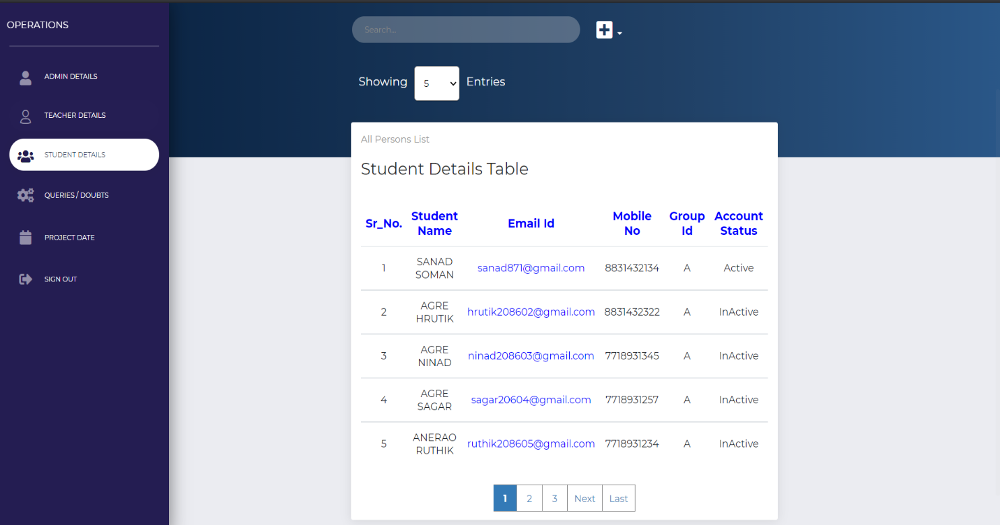 OPERATIONS
ADMIN DETAILS
TEACHER DETAILS
STUDENT DETAILS
QUERIES / DOUBTS
PROJECT DATE
SIGN OUT
Search...
Showing 5 Entries
All Persons List
Student Details Table
Sr_No. Student Name Email Id Mobile No Group Id Account Status
1 SANAD SOMAN sanad871@gmail.com 8831432134 A Active
2 AGRE HRUTIK hrutik208602@gmail.com 8831432322 A InActive
3 AGRE NINAD ninad208603@gmail.com 7718931345 A InActive
4 AGRE SAGAR sagar20604@gmail.com 7718931257 A InActive
5 ANERAO RUTHIK ruthik208605@gmail.com 7718931234 A InActive
1 2 3 Next Last